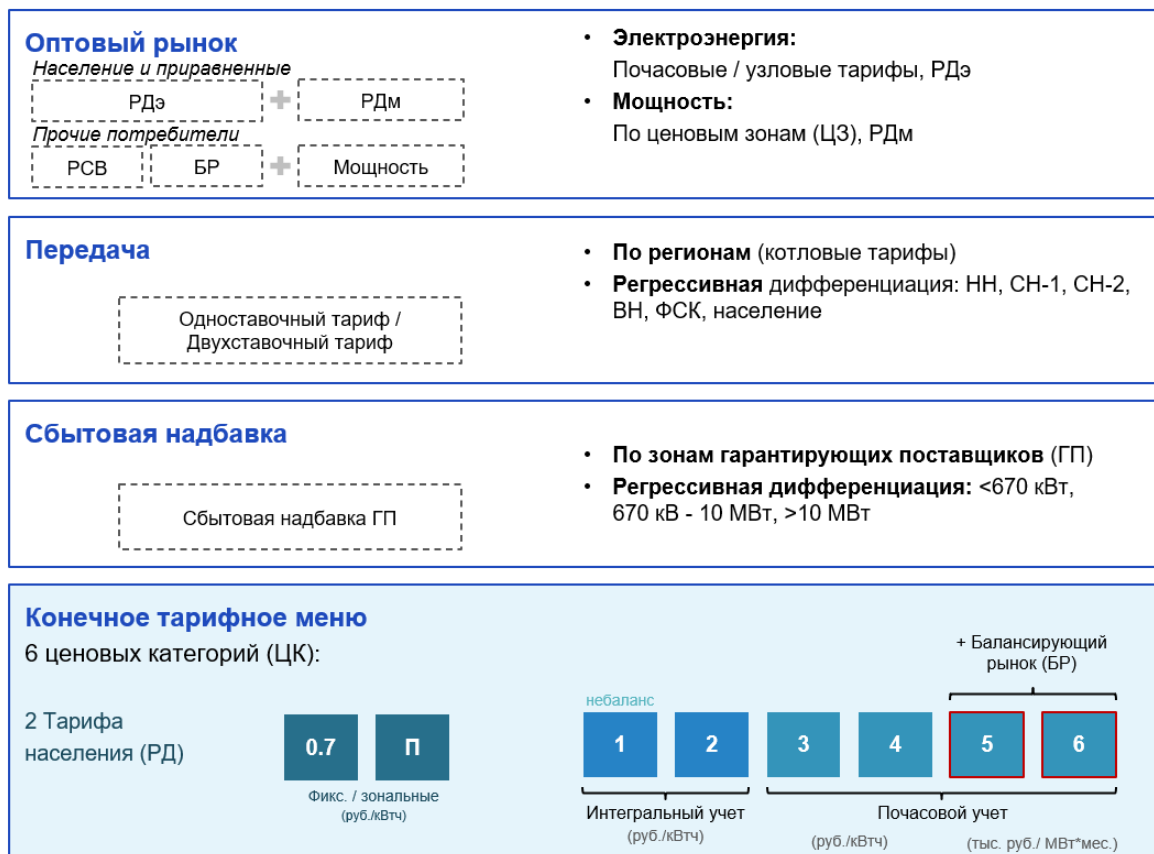 Оптовый рынок
Население и приравненные
РДэ + РДм
Прочие потребители
РСВ БР + Мощность
• Электроэнергия:
Почасовые / узловые тарифы, РДэ
• Мощность:
По ценовым зонам (ЦЗ), РДм
Передача
Одноставочный тариф /
Двухставочный тариф
• По регионам (котловые тарифы)
• Регрессивная дифференциация: НН, СН-1, СН-2,
ВН, ФСК, население
Сбытовая надбавка
Сбытовая надбавка ГП
• По зонам гарантирующих поставщиков (ГП)
• Регрессивная дифференциация: <670 кВт,
670 кВ - 10 МВт, >10 МВт
Конечное тарифное меню
6 ценовых категорий (ЦК):
2 Тарифа
населения (РД)
0.7 П
Фикс. / зональные
(руб./кВтч)
+ Балансирующий
рынок (БР)
небаланс
1 2 3 4 5 6
Интегральный учет
(руб./кВтч)
Почасовой учет
(руб./кВтч) (тыс. руб./ МВт*мес.)